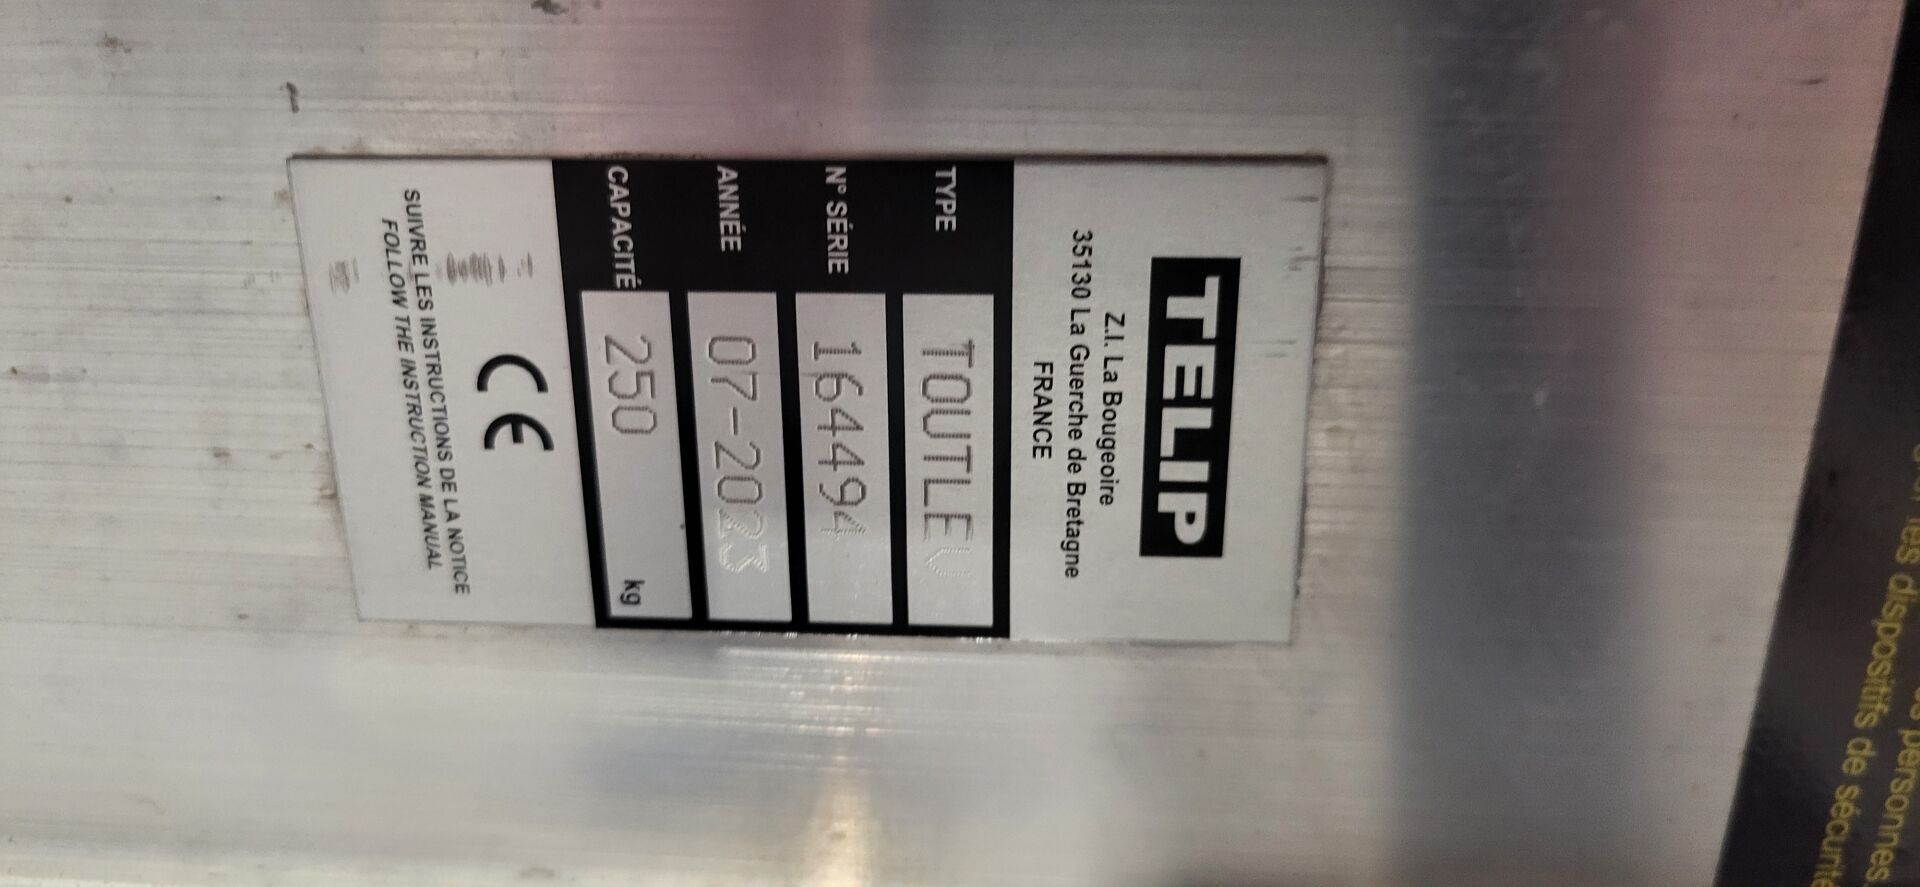 TELIP
Z.I. La Bougeoire
35130 La Guerche de Bretagne
FRANCE
TYPE TOUTLEV
N° SÉRIE 164494
ANNÉE 07-2023
CAPACITÉ 250 kg
CE
SUIVRE LES INSTRUCTIONS DE LA NOTICE
FOLLOW THE INSTRUCTION MANUAL
personnes
les dispositifs de sécurité